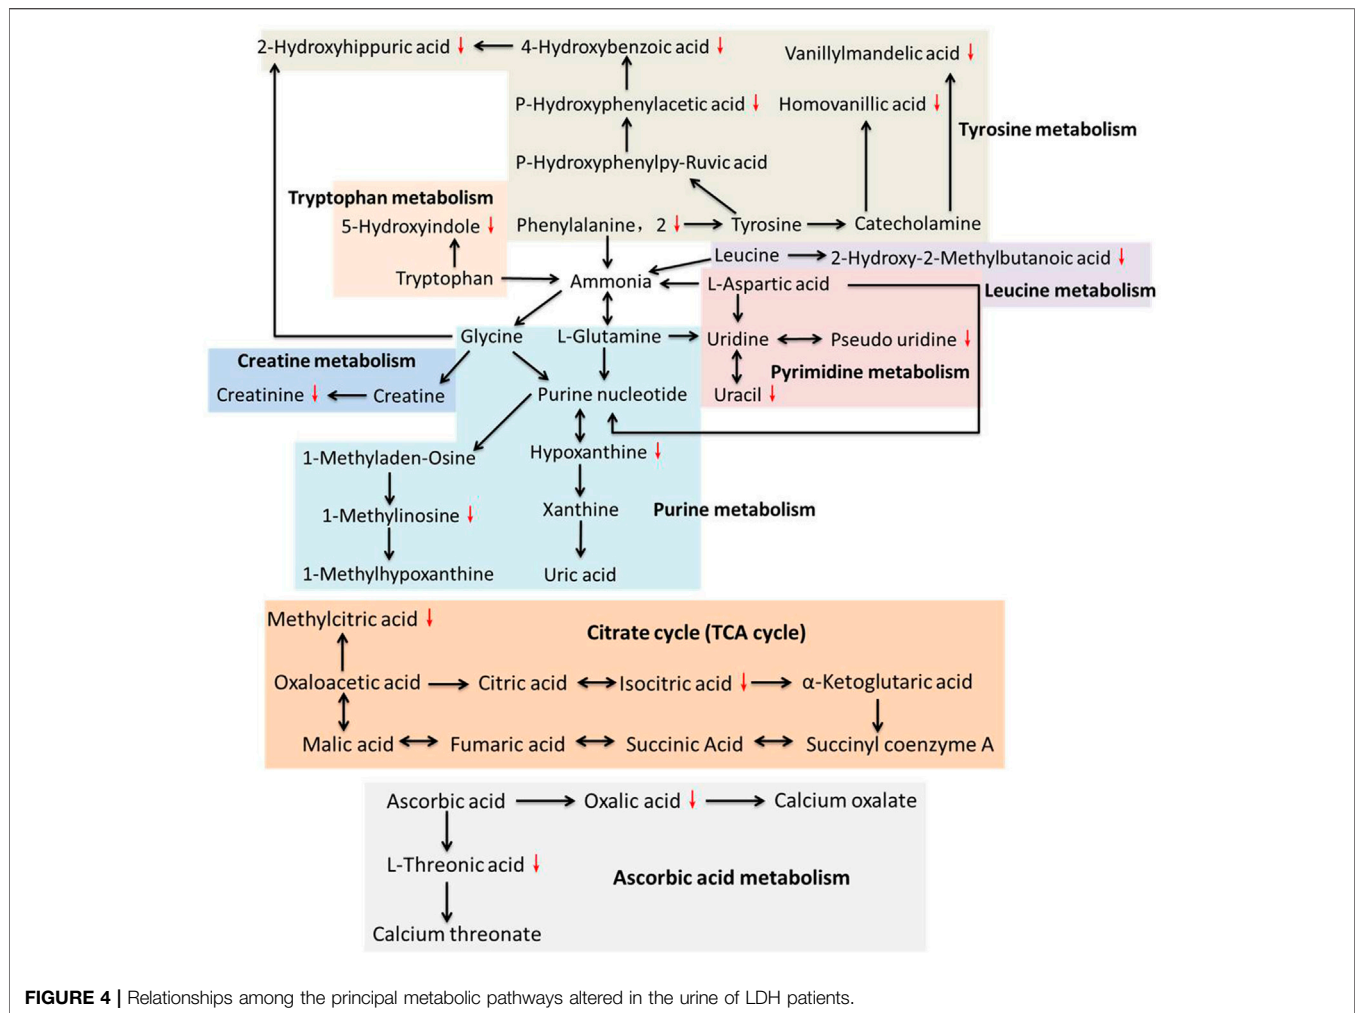 2-Hydroxyhippuric acid ↓ 4-Hydroxybenzoic acid ↓
Vanillylmandelic acid ↓
P-Hydroxyphenylacetic acid ↓ Homovanillic acid ↓
Tyrosine metabolism
P-Hydroxyphenylpy-Ruvic acid
Tryptophan metabolism
5-Hydroxyindole ↓ Phenylalanine, 2 ↓ Tyrosine Catecholamine
Leucine 2-Hydroxy-2-Methylbutanoic acid ↓
Tryptophan Ammonia L-Aspartic acid
Leucine metabolism
Glycine L-Glutamine Uridine Pseudo uridine ↓
Creatine metabolism
Pyrimidine metabolism
Creatinine ↓ Creatine Purine nucleotide Uracil ↓
1-Methyladen-Osine Hypoxanthine ↓
1-Methylinosine ↓ Xanthine Purine metabolism
1-Methylhypoxanthine Uric acid
Methylcitric acid ↓
Citrate cycle (TCA cycle)
Oxaloacetic acid Citric acid Isocitric acid ↓ α-Ketoglutaric acid
Malic acid Fumaric acid Succinic Acid Succinyl coenzyme A
Ascorbic acid Oxalic acid ↓ Calcium oxalate
L-Threonic acid ↓
Ascorbic acid metabolism
Calcium threonate
FIGURE 4 | Relationships among the principal metabolic pathways altered in the urine of LDH patients.